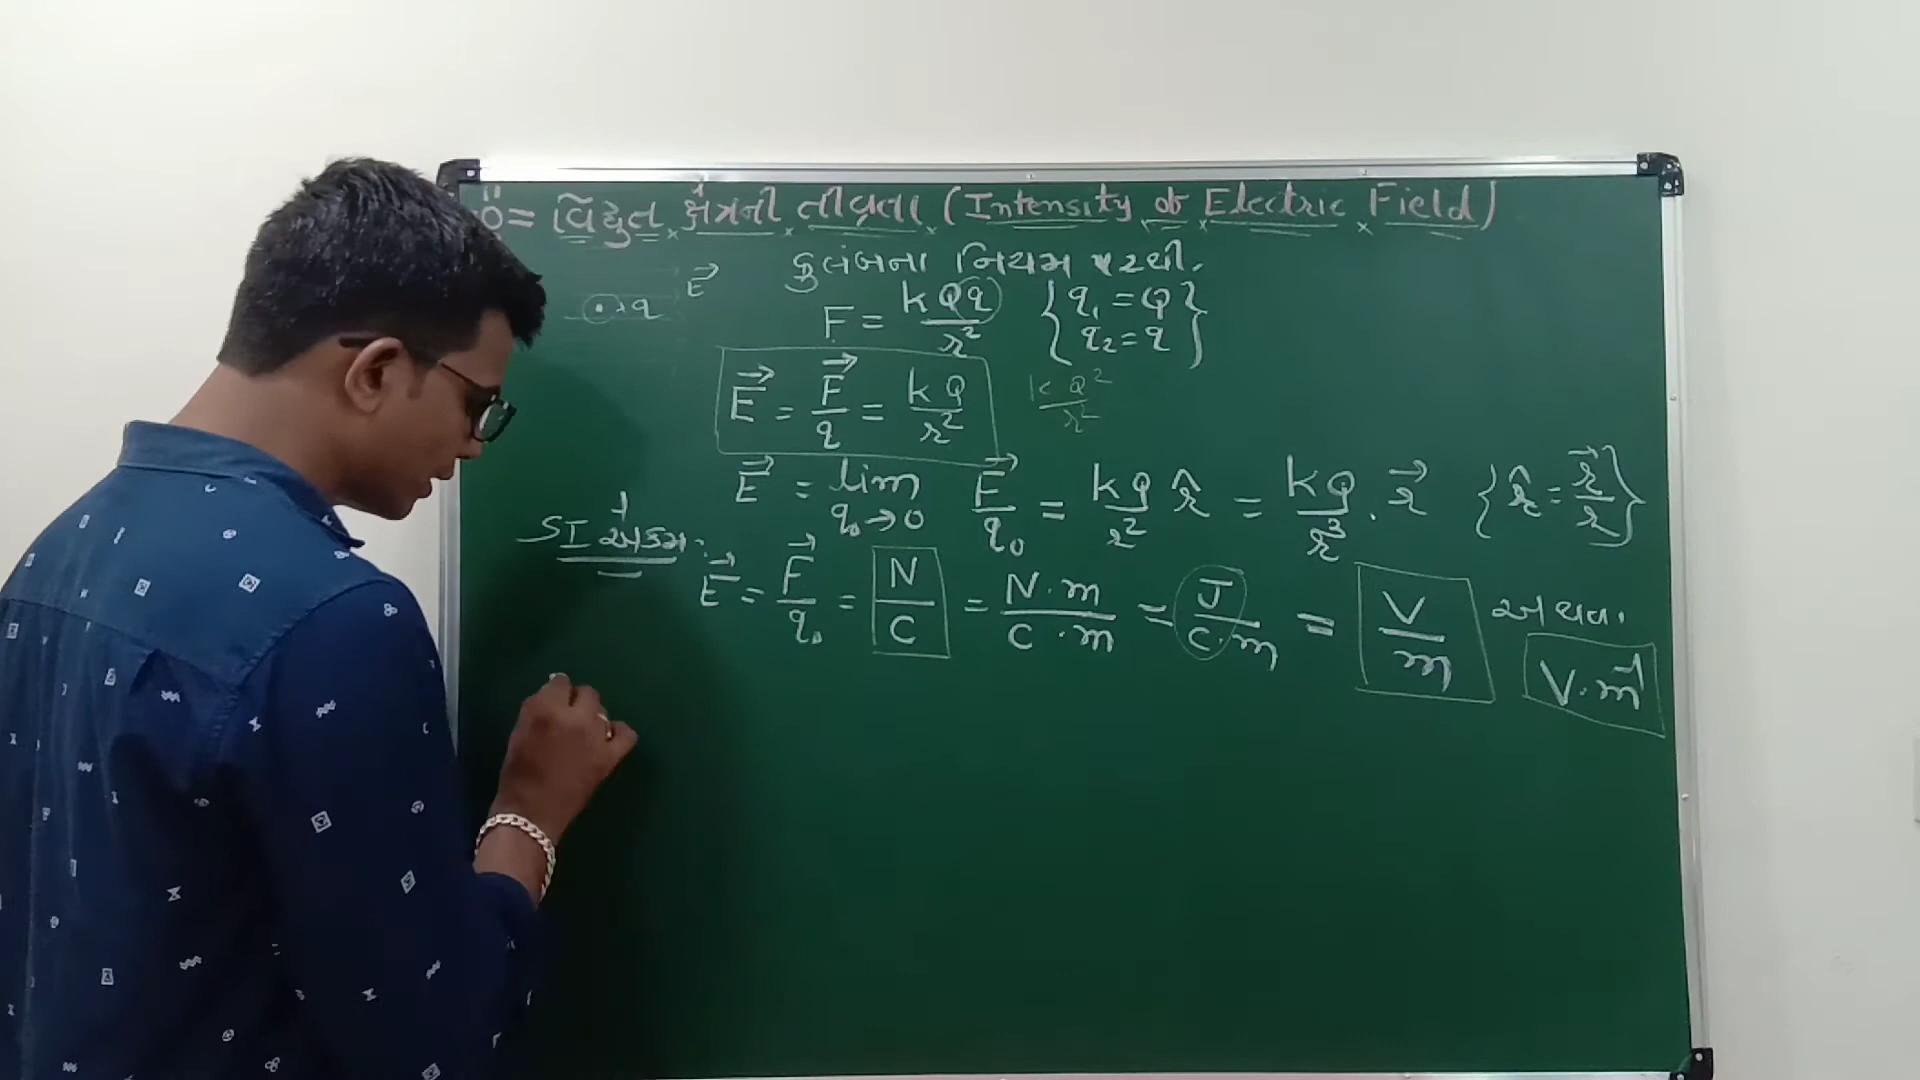 = વિદ્યુત ક્ષેત્રની તીવ્રતા (Intensity of Electric Field)
કુલંબના નિયમ પરથી.
E⃗
q
F = kQq/r² {q₁ = Q
q₂ = q}
E⃗ = F⃗/q = kQ/r²
kQ²/r²
E⃗ = lim q₀→0 F⃗/q₀ = kQ/r² r̂ = kQ/r³ · r⃗ {r̂ = r⃗/r}
SI એકમ:
E⃗ = F⃗/q₀ = N/C = N·m/C·m = J/C·m = V/m અથવા
V·m⁻¹